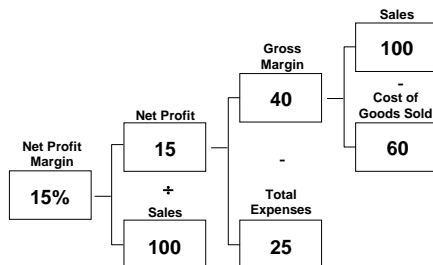 Sales
100
-
Cost of
Goods Sold
60
Gross
Margin
40
-
Total
Expenses
25
Net Profit
15
÷
Sales
100
Net Profit
Margin
15%